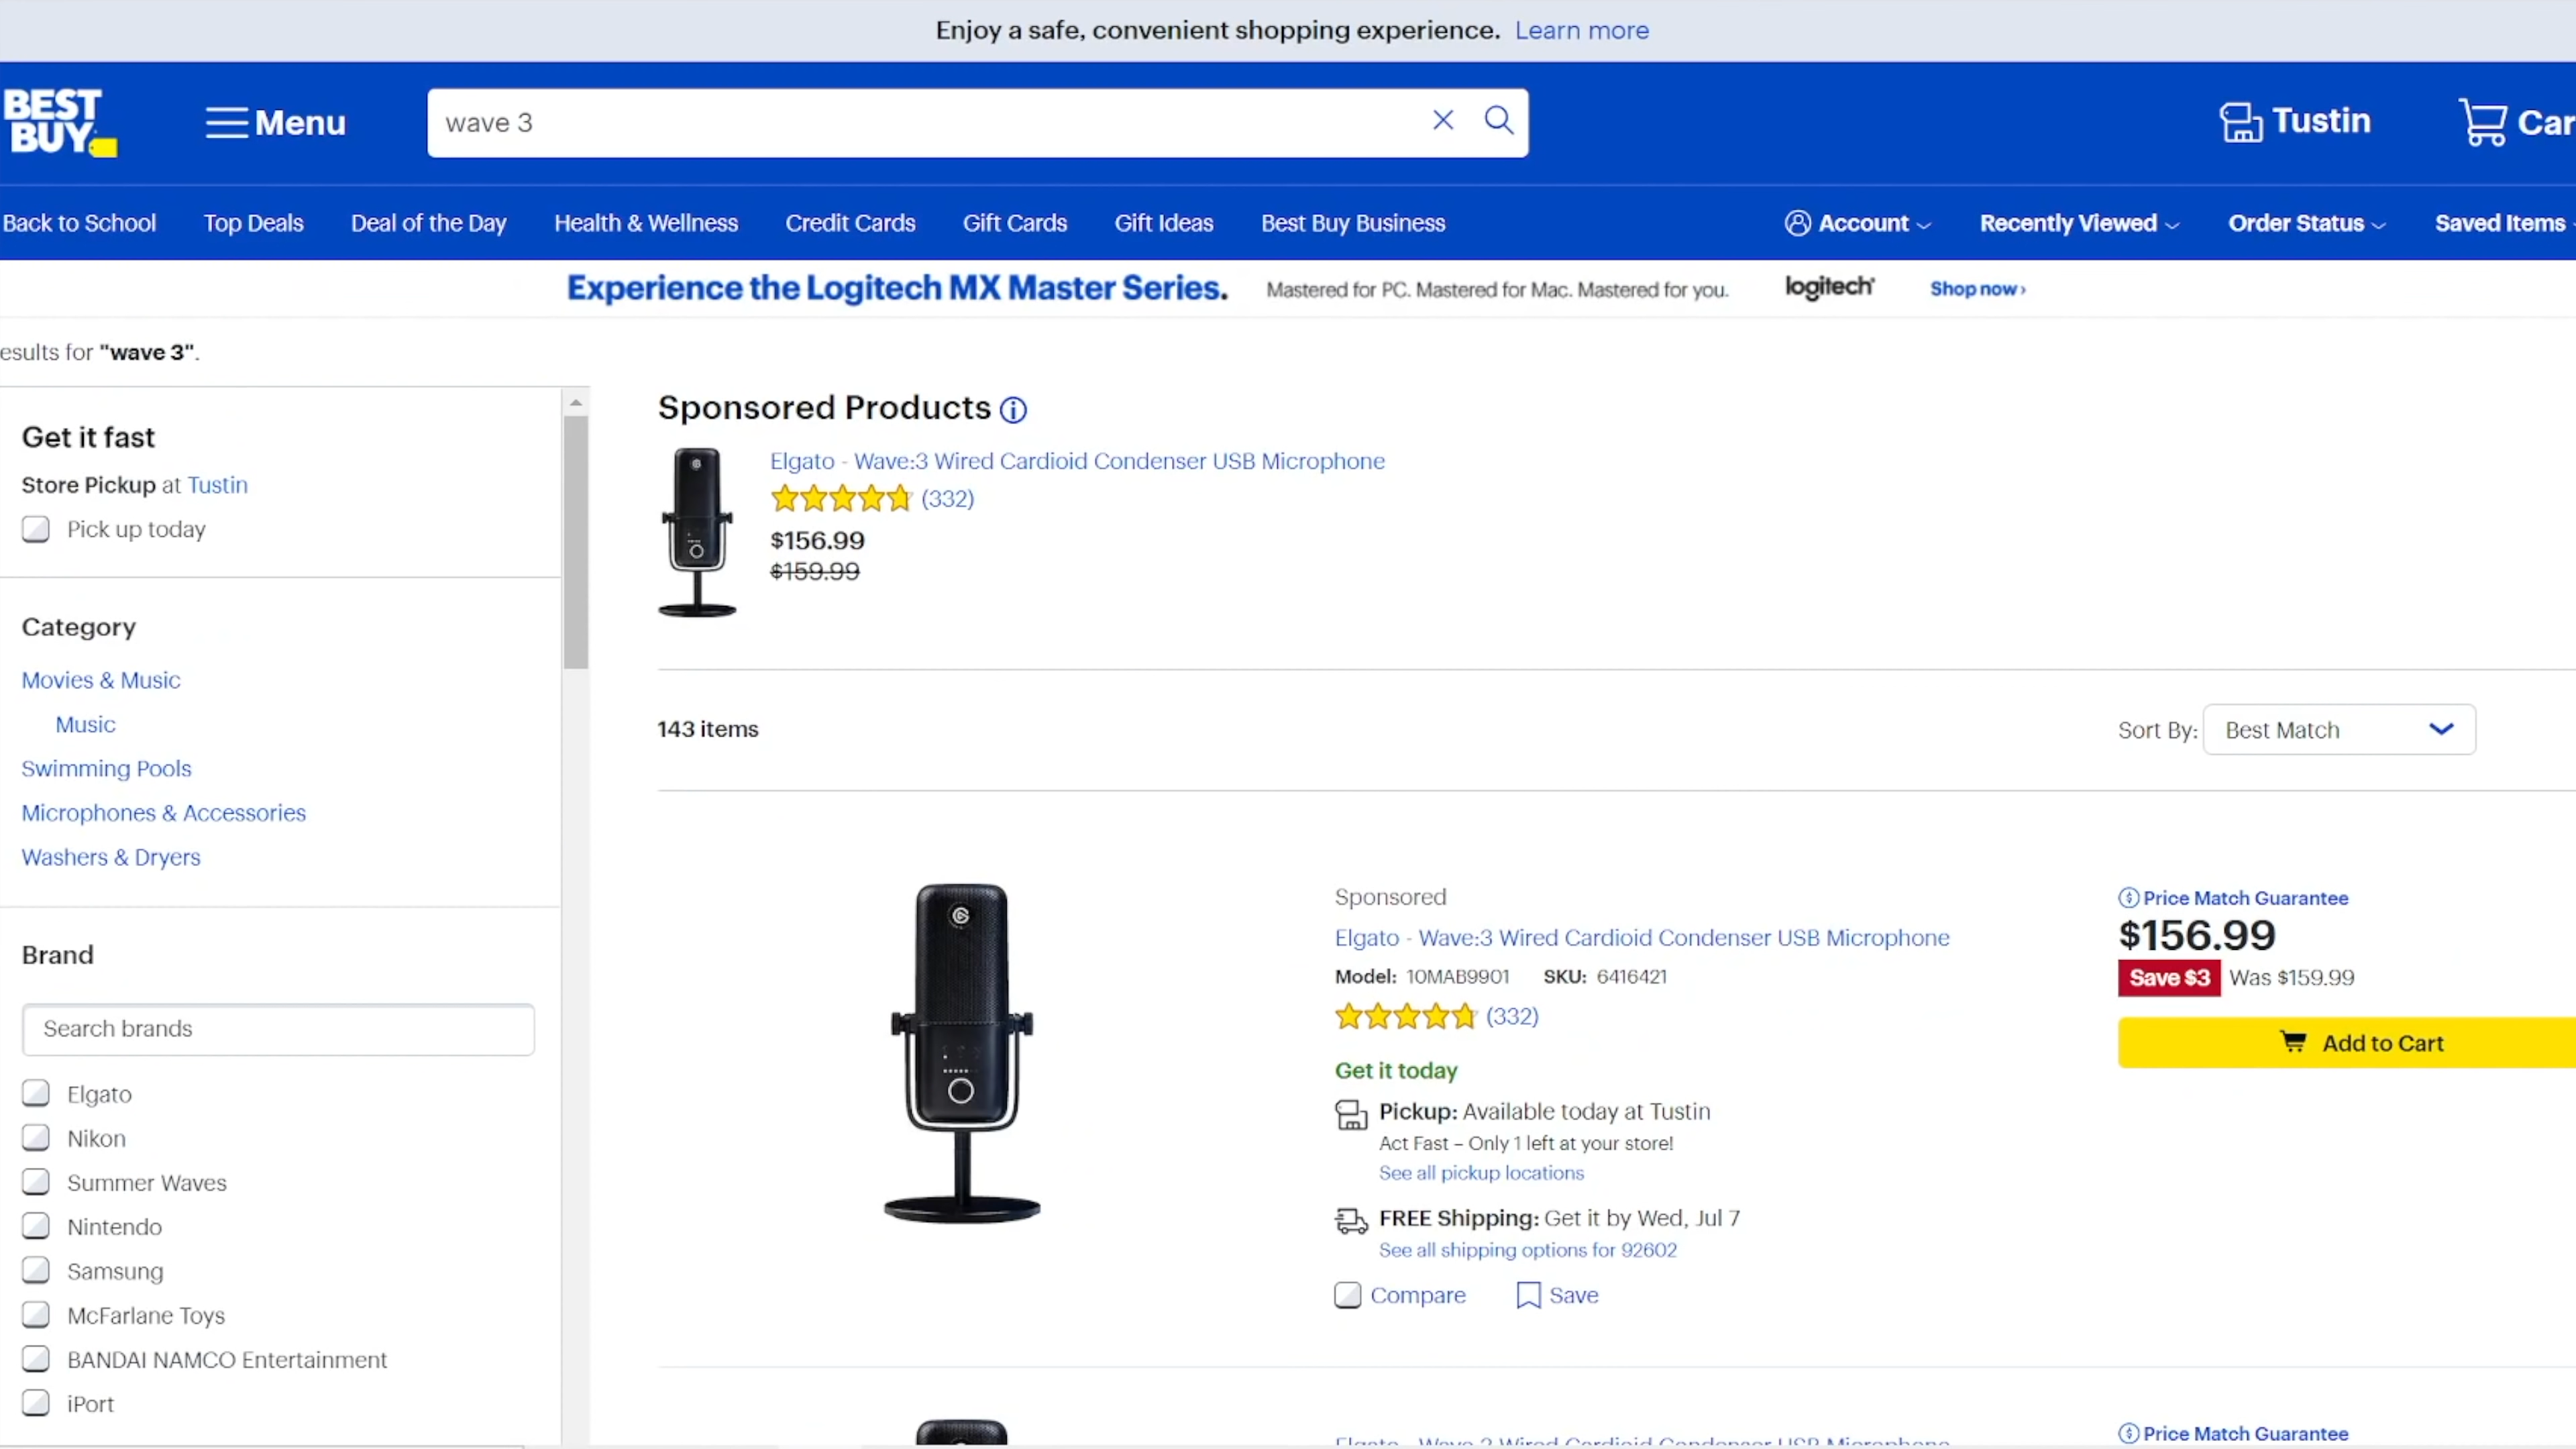 Enjoy a safe, convenient shopping experience. Learn more
BEST
BUY
Menu
wave 3
Tustin
Back to School Top Deals Deal of the Day Health & Wellness Credit Cards Gift Cards Gift Ideas Best Buy Business Account Recently Viewed Order Status Saved Items
Experience the Logitech MX Master Series. Mastered for PC. Mastered for Mac. Mastered for you. logitech Shop now ›
for "wave 3".
Get it fast
Store Pickup at Tustin
Pick up today
Category
Movies & Music
Music
Swimming Pools
Microphones & Accessories
Washers & Dryers
Brand
Search brands
Elgato
Nikon
Summer Waves
Nintendo
Samsung
McFarlane Toys
BANDAI NAMCO Entertainment
iPort
Sponsored Products
Elgato - Wave:3 Wired Cardioid Condenser USB Microphone
(332)
$156.99
$159.99
143 items
Sort By: Best Match
Sponsored
Elgato - Wave:3 Wired Cardioid Condenser USB Microphone
Model: 10MAB9901 SKU: 6416421
(332)
Get it today
Pickup: Available today at Tustin
Act Fast – Only 1 left at your store!
See all pickup locations
FREE Shipping: Get it by Wed, Jul 7
See all shipping options for 92602
Compare Save
Price Match Guarantee
$156.99
Save $3 Was $159.99
Add to Cart
Price Match Guarantee